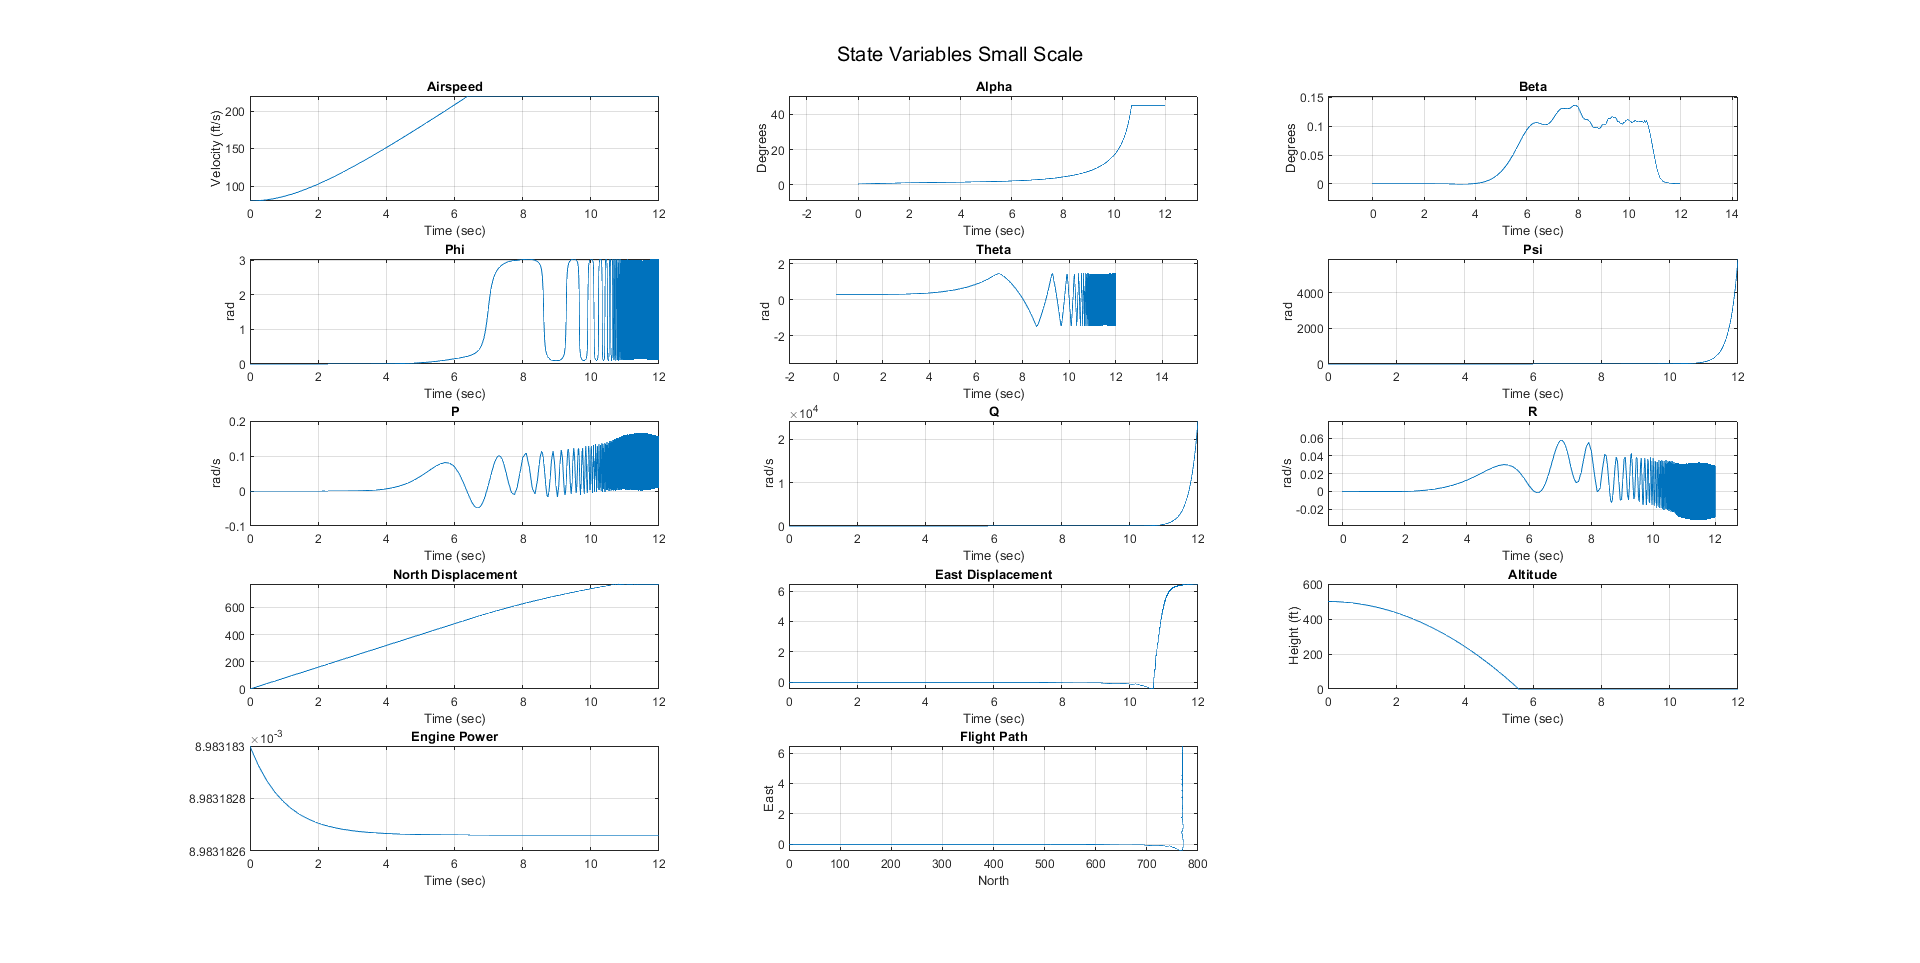 State Variables Small Scale
Airspeed
Velocity (ft/s)
200
150
100
0 2 4 6 8 10 12
Time (sec)
Alpha
Degrees
40
20
0
-2 0 2 4 6 8 10 12
Time (sec)
Beta
Degrees
0.15
0.1
0.05
0
0 2 4 6 8 10 12 14
Time (sec)
Phi
rad
3
2
1
0
0 2 4 6 8 10 12
Time (sec)
Theta
rad
2
0
-2
-2 0 2 4 6 8 10 12 14
Time (sec)
Psi
rad
4000
2000
0
0 2 4 6 8 10 12
Time (sec)
P
rad/s
0.2
0.1
0
-0.1
0 2 4 6 8 10 12
Time (sec)
Q
×10^4
rad/s
2
1
0
0 2 4 6 8 10 12
Time (sec)
R
rad/s
0.06
0.04
0.02
0
-0.02
0 2 4 6 8 10 12
Time (sec)
North Displacement
600
400
200
0
0 2 4 6 8 10 12
Time (sec)
East Displacement
6
4
2
0
0 2 4 6 8 10 12
Time (sec)
Altitude
Height (ft)
600
400
200
0
0 2 4 6 8 10 12
Time (sec)
Engine Power
×10^-3
8.983183
8.9831828
8.9831826
0 2 4 6 8 10 12
Time (sec)
Flight Path
East
6
4
2
0
0 100 200 300 400 500 600 700 800
North